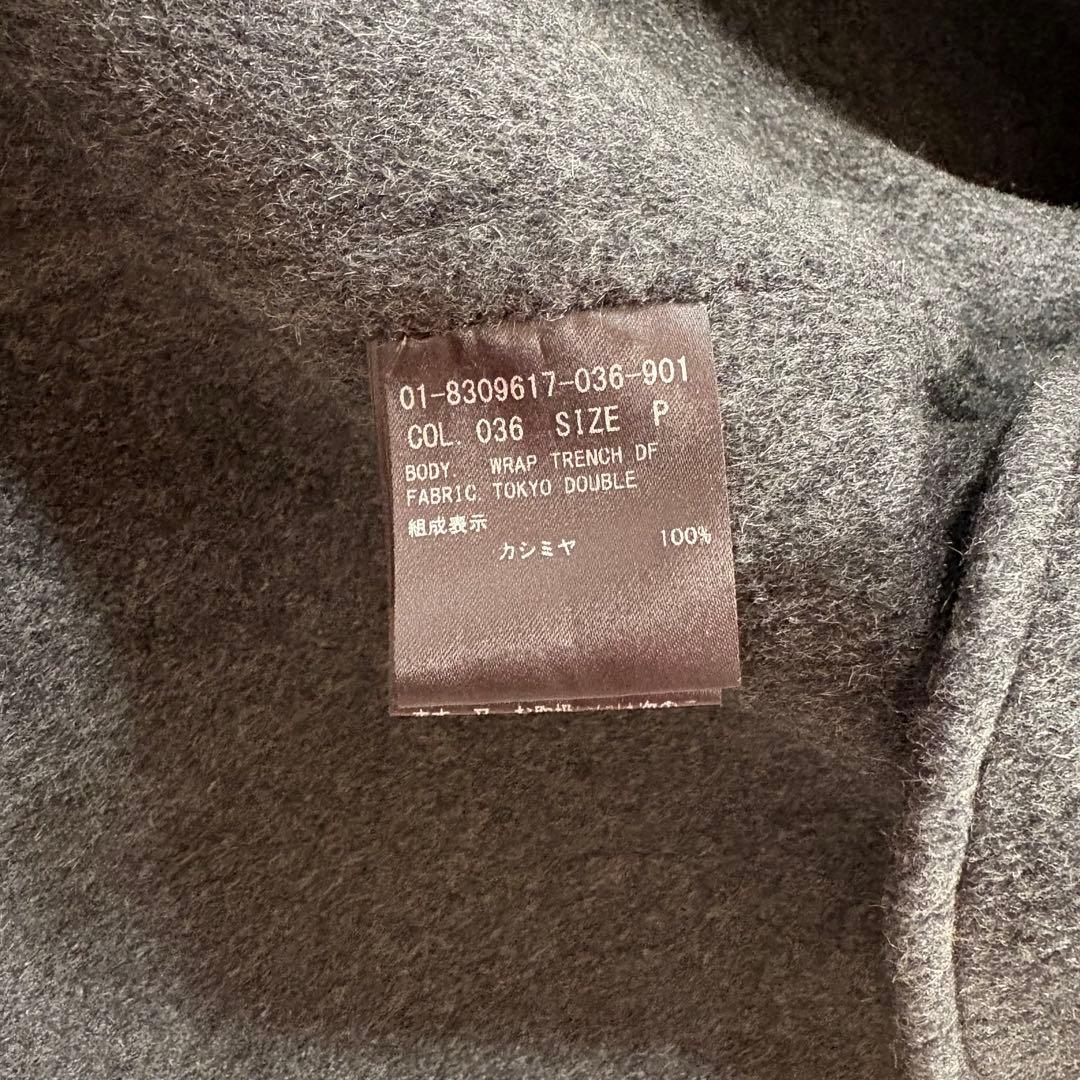 01-8309617-036-901
COL. 036 SIZE P
BODY. WRAP TRENCH DF
FABRIC. TOKYO DOUBLE
組成表示
カシミヤ 100%